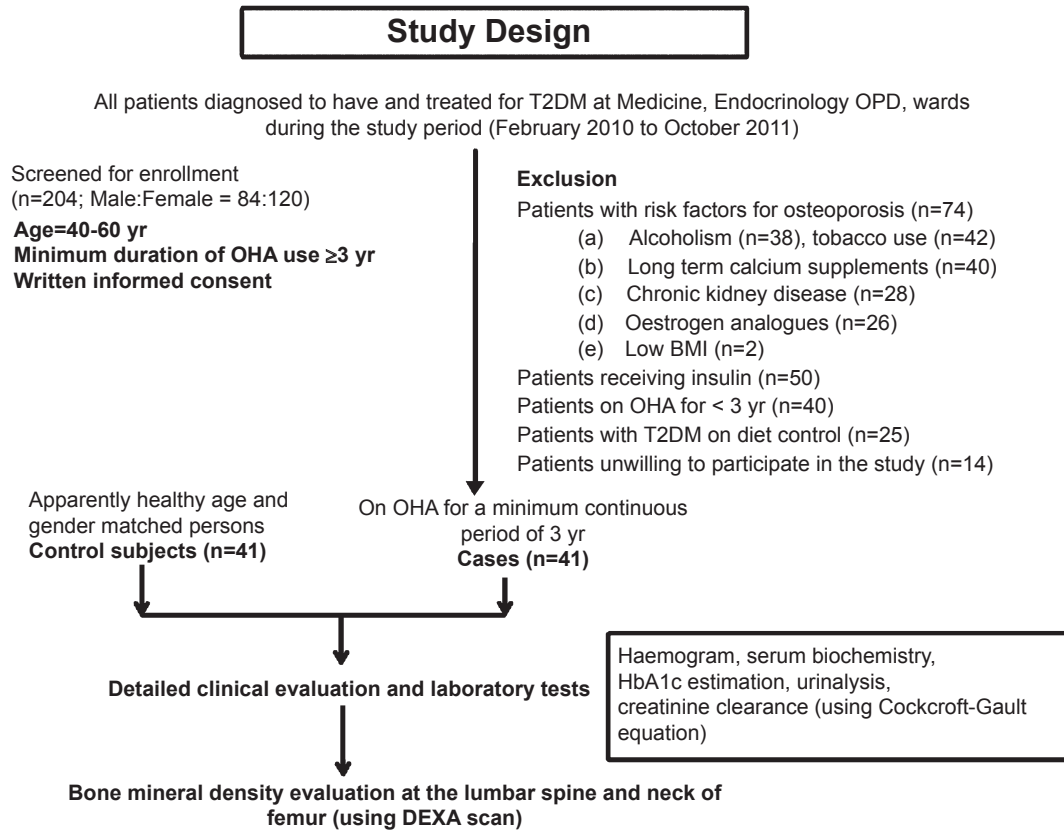 Study Design
All patients diagnosed to have and treated for T2DM at Medicine, Endocrinology OPD, wards
during the study period (February 2010 to October 2011)
Screened for enrollment
(n=204; Male:Female = 84:120)
Age=40-60 yr
Minimum duration of OHA use ≥3 yr
Written informed consent
Exclusion
Patients with risk factors for osteoporosis (n=74)
(a) Alcoholism (n=38), tobacco use (n=42)
(b) Long term calcium supplements (n=40)
(c) Chronic kidney disease (n=28)
(d) Oestrogen analogues (n=26)
(e) Low BMI (n=2)
Patients receiving insulin (n=50)
Patients on OHA for < 3 yr (n=40)
Patients with T2DM on diet control (n=25)
Patients unwilling to participate in the study (n=14)
Apparently healthy age and
gender matched persons
Control subjects (n=41)
On OHA for a minimum continuous
period of 3 yr
Cases (n=41)
Detailed clinical evaluation and laboratory tests
Haemogram, serum biochemistry,
HbA1c estimation, urinalysis,
creatinine clearance (using Cockcroft-Gault
equation)
Bone mineral density evaluation at the lumbar spine and neck of
femur (using DEXA scan)